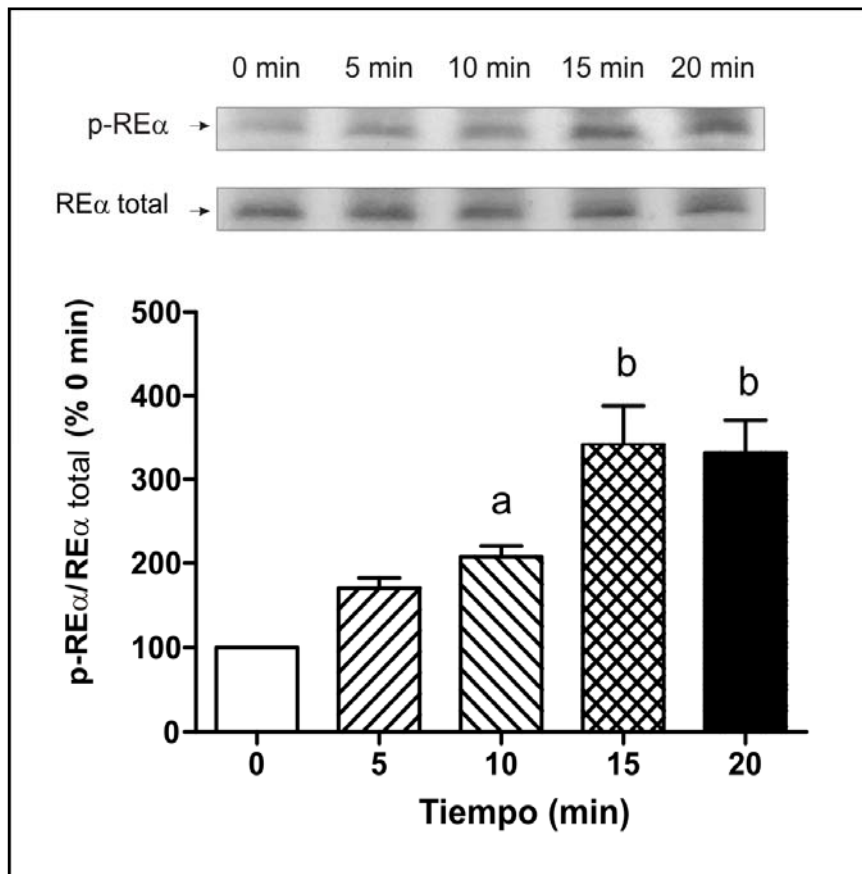 0 min 5 min 10 min 15 min 20 min
p-REα
REα total
p-REα/REα total (% 0 min)
500
400
300
200
100
0
a
b
b
0 5 10 15 20
Tiempo (min)